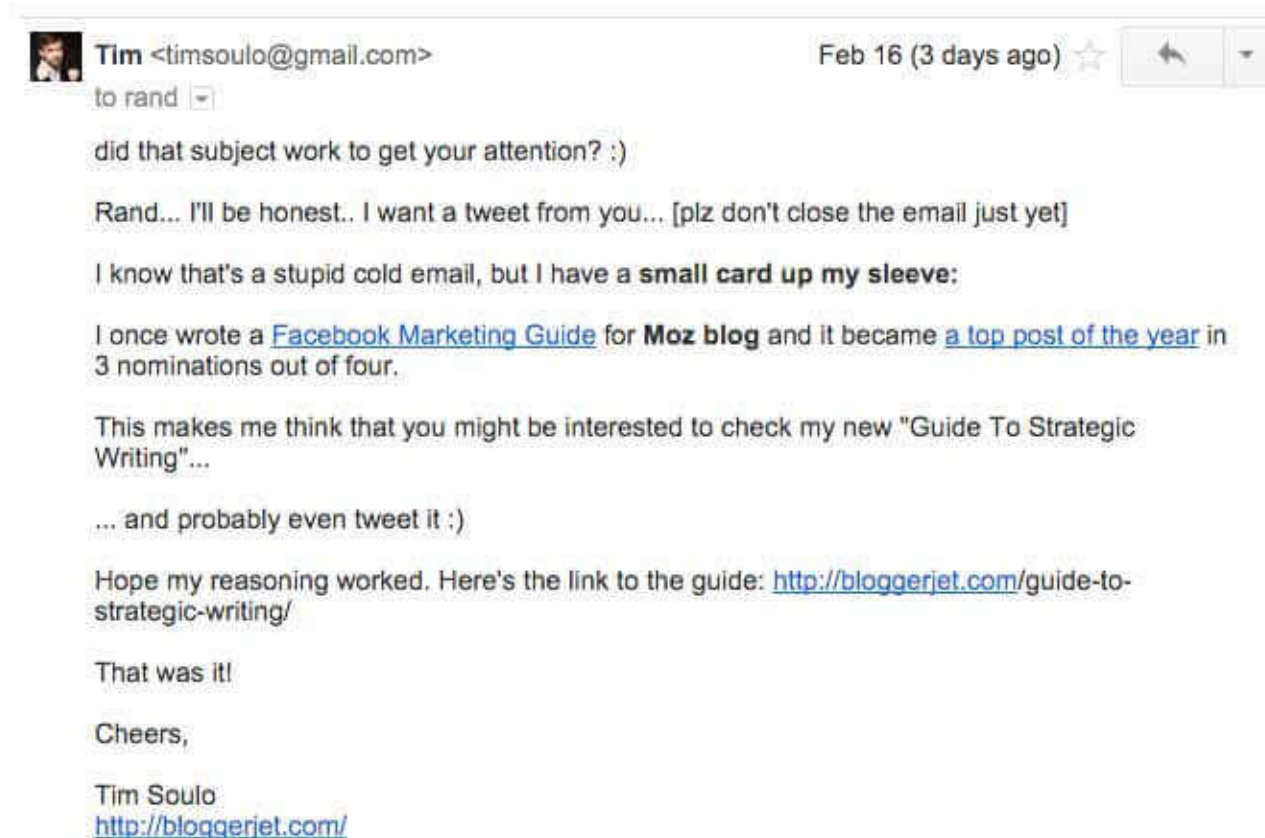 Tim <timsoulo@gmail.com> Feb 16 (3 days ago)
to rand
did that subject work to get your attention? :)
Rand... I'll be honest.. I want a tweet from you... [plz don't close the email just yet]
I know that's a stupid cold email, but I have a small card up my sleeve:
I once wrote a Facebook Marketing Guide for Moz blog and it became a top post of the year in
3 nominations out of four.
This makes me think that you might be interested to check my new "Guide To Strategic
Writing"...
... and probably even tweet it :)
Hope my reasoning worked. Here's the link to the guide: http://bloggerjet.com/guide-to-
strategic-writing/
That was it!
Cheers,
Tim Soulo
http://bloggerjet.com/